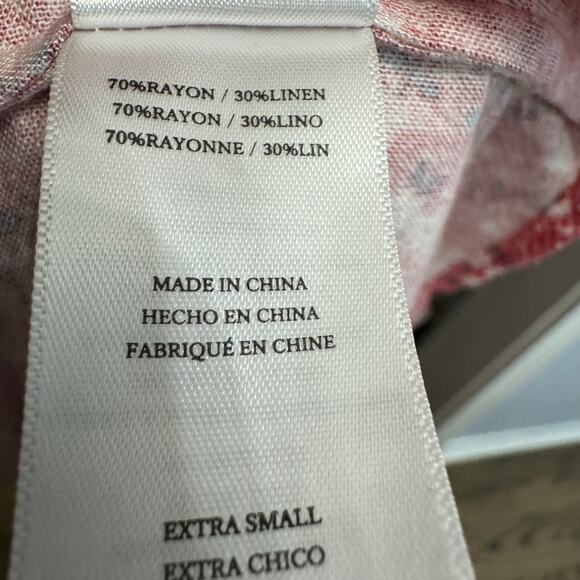 70%RAYON / 30%LINEN
70%RAYON / 30%LINO
70%RAYONNE / 30%LIN
MADE IN CHINA
HECHO EN CHINA
FABRIQUÉ EN CHINE
EXTRA SMALL
EXTRA CHICO